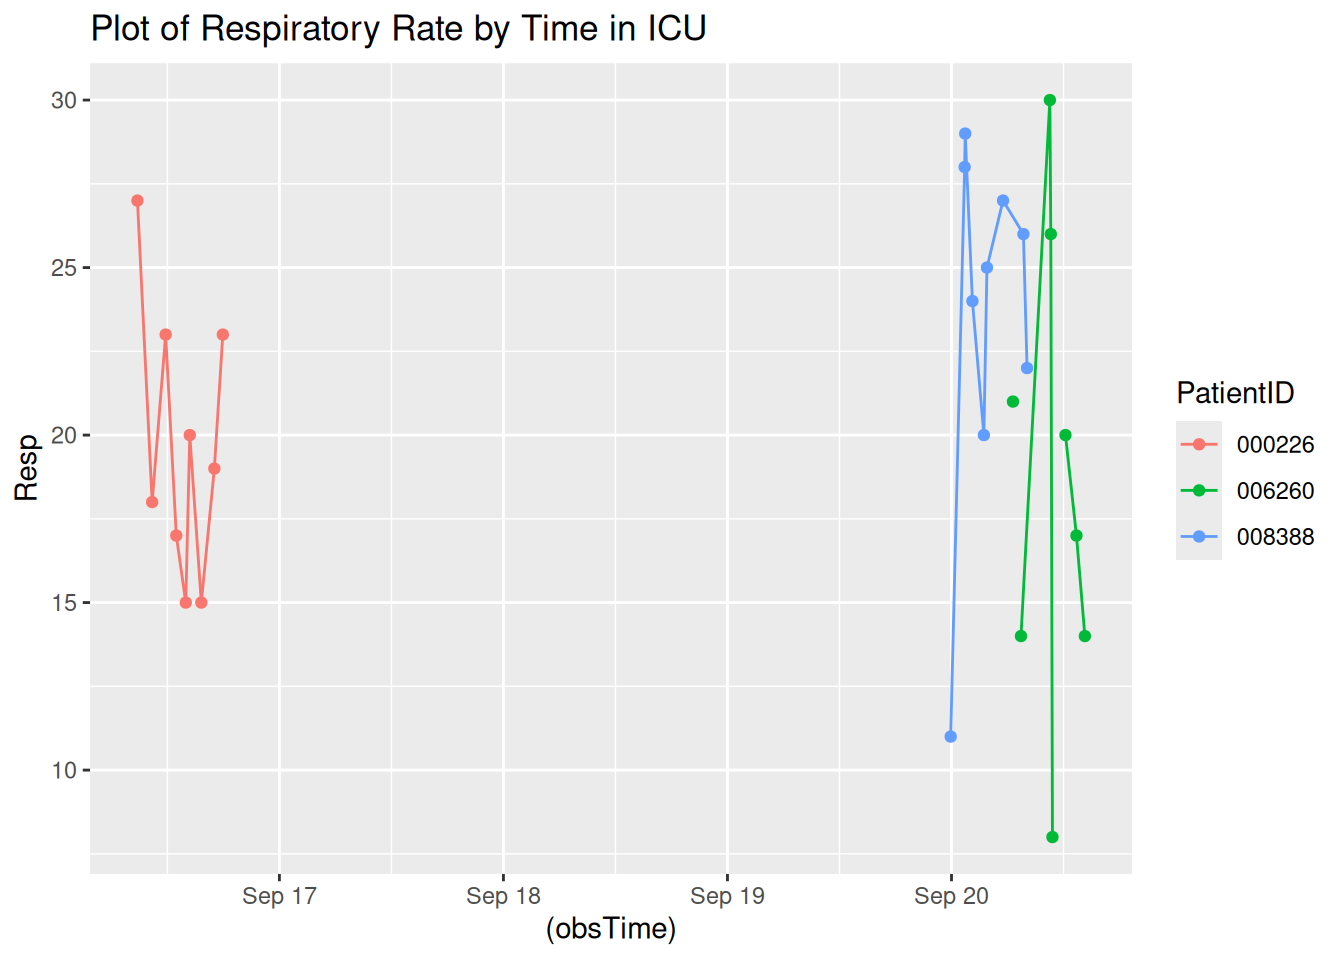 Plot of Respiratory Rate by Time in ICU
30
25
20
15
10
Resp
Sep 17
Sep 18
Sep 19
Sep 20
(obsTime)
PatientID
000226
006260
008388